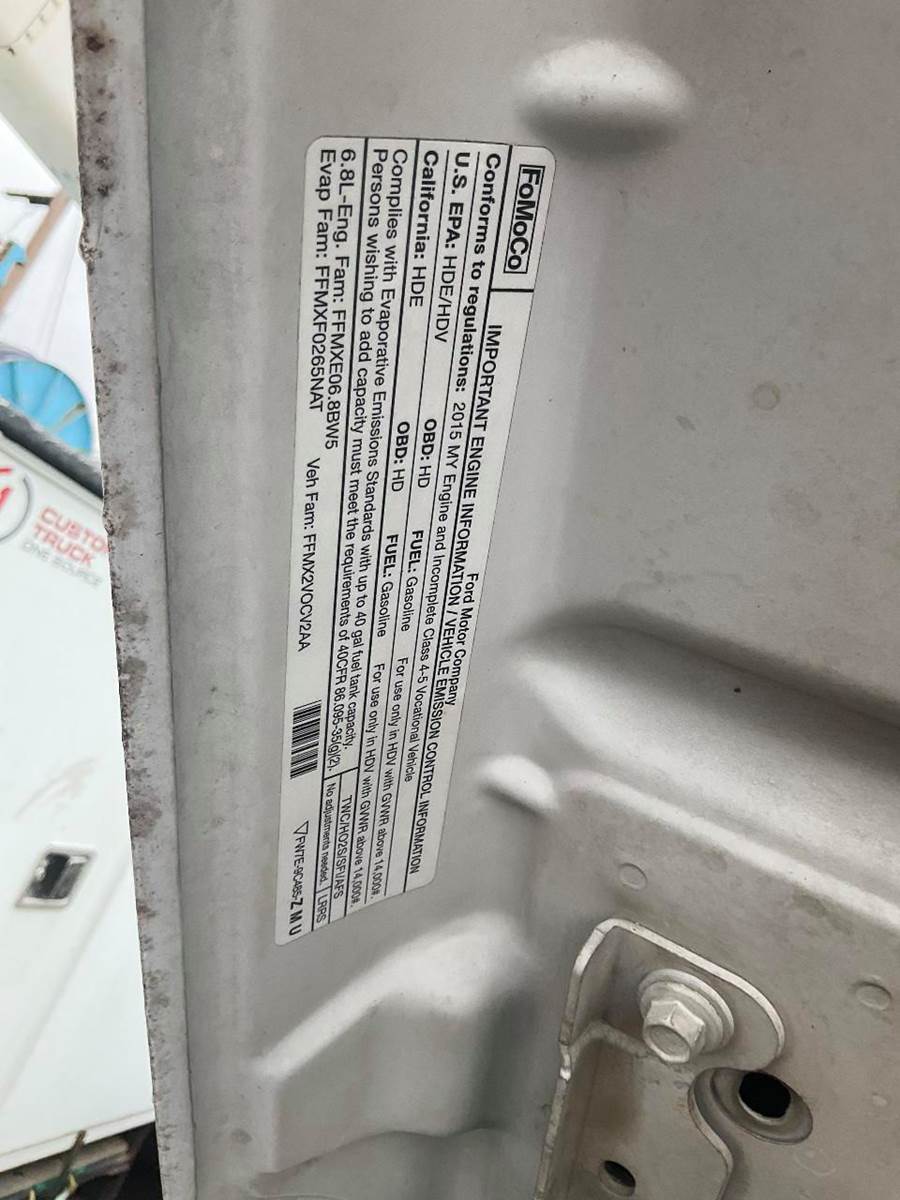 FoMoCo
Ford Motor Company
IMPORTANT ENGINE INFORMATION / VEHICLE EMISSION CONTROL INFORMATION
Conforms to regulations: 2015 MY Engine and Incomplete Class 4-5 Vocational Vehicle
U.S. EPA: HDE/HDV OBD: HD FUEL: Gasoline For use only in HDV with GVWR above 14,000#.
California: HDE OBD: HD FUEL: Gasoline For use only in HDV with GVWR above 14,000#.
Complies with Evaporative Emissions Standards with up to 40 gal fuel tank capacity.
Persons wishing to add capacity must meet the requirements of 40CFR 86.095-35(g)(2).
TWC/HO2S/SFI/AFS
6.8L-Eng. Fam: FFMXE06.8BW5
No adjustments needed. LRRS
Evap Fam: FFMXF0265NAT Veh Fam: FFMX2VOCV2AA
FW7E-9C485-Z M U
CUSTO
TRUCK
ONE SOURCE